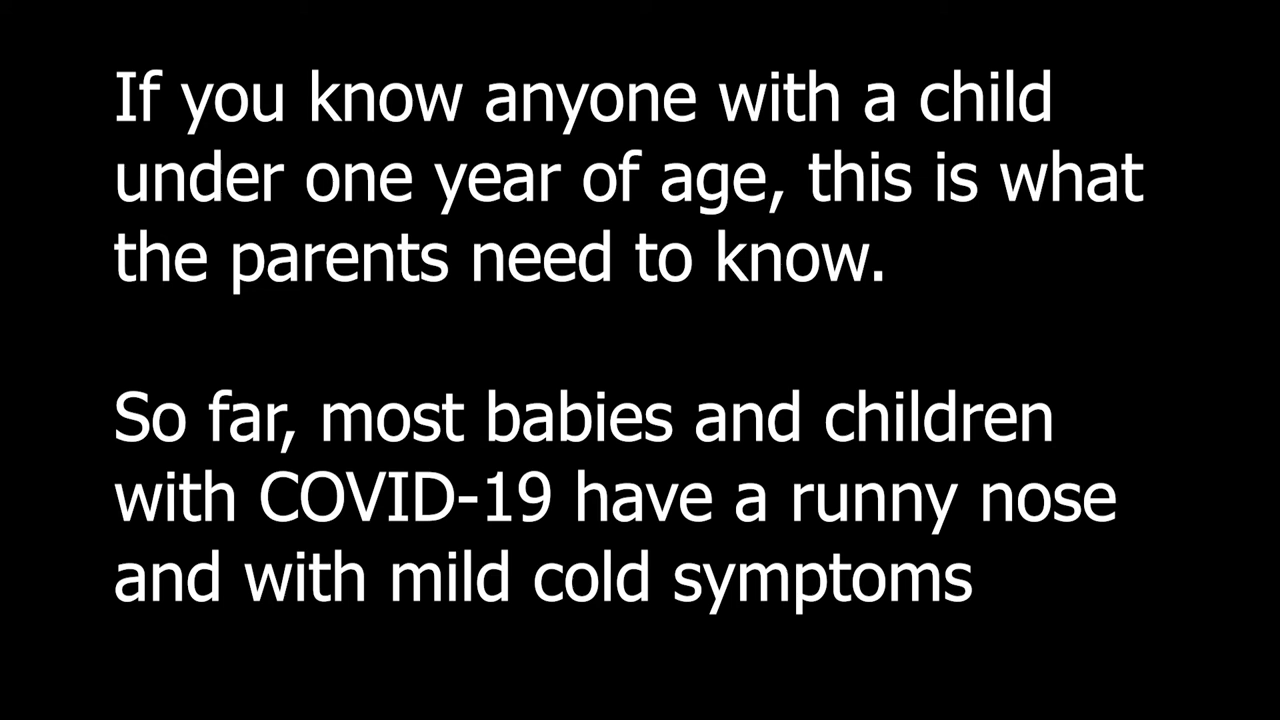 If you know anyone with a child
under one year of age, this is what
the parents need to know.
So far, most babies and children
with COVID-19 have a runny nose
and with mild cold symptoms